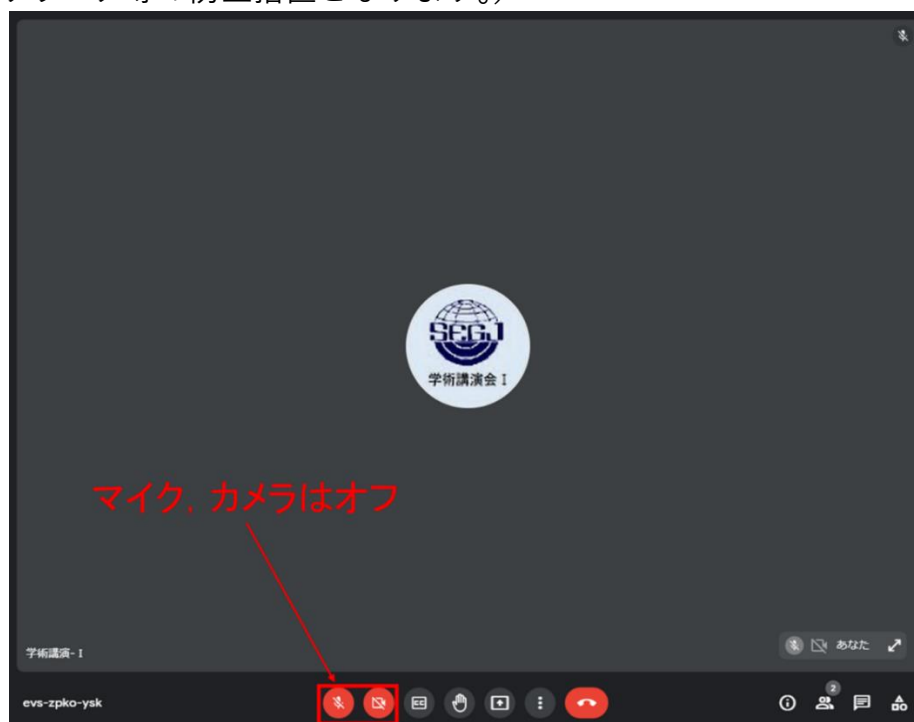 SEGJ
学術講演会 I
マイク, カメラはオフ
あなた
学術講演- I
evs-zpko-ysk
2